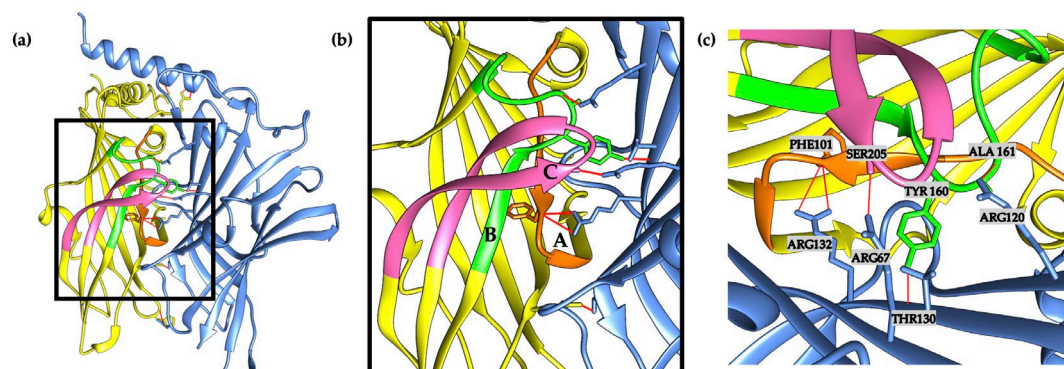 (a)
(b)
(c)
C
B
A
PHE101
SER205
ALA 161
TYR 160
ARG120
ARG132
ARG67
THR130